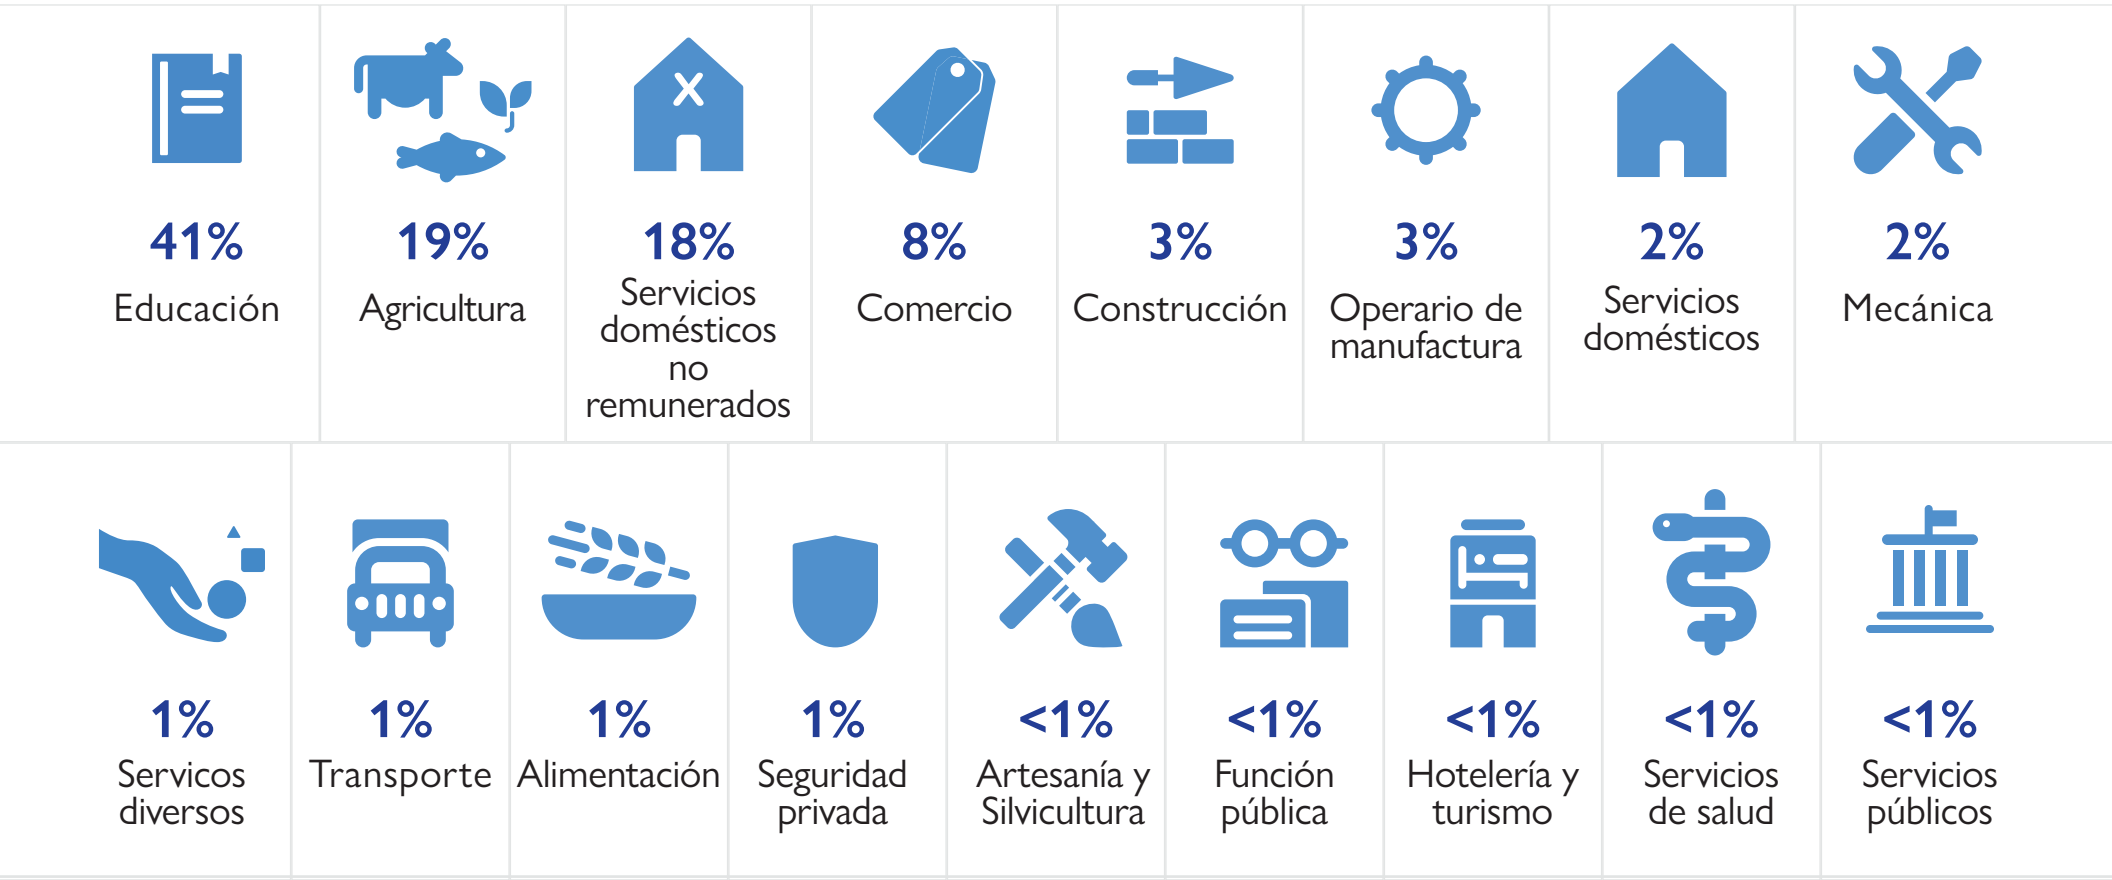 41%
Educación
19%
Agricultura
18%
Servicios
domésticos
no
remunerados
8%
Comercio
3%
Construcción
3%
Operario de
manufactura
2%
Servicios
domésticos
2%
Mecánica
1%
Servicos
diversos
1%
Transporte
1%
Alimentación
1%
Seguridad
privada
<1%
Artesanía y
Silvicultura
<1%
Función
pública
<1%
Hotelería y
turismo
<1%
Servicios
de salud
<1%
Servicios
públicos